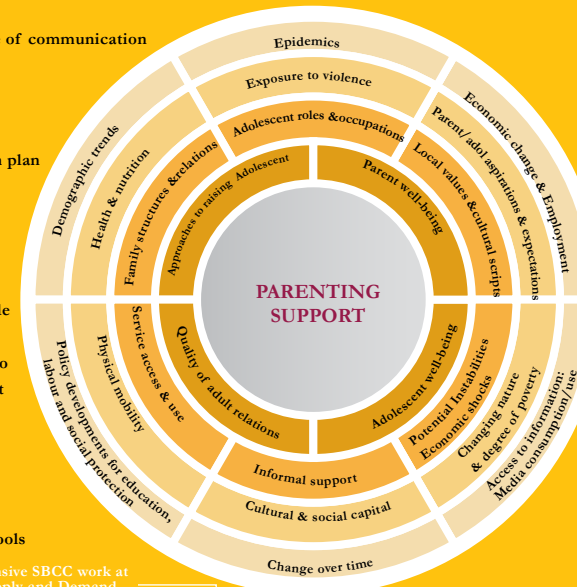 of communication
plan
ools
nsive SBCC work at
Epidemics
Economic change & Employment
Access to information:
Media consumption/ use
Change over time
Policy developments for education,
labour and social protection
Demographic trends
Exposure to violence
Parent/ adol aspirations & expectations
Changing nature
& degree of poverty
Cultural & social capital
Physical mobility
Health & nutrition
Adolescent roles &occupations
Local values &cultural scripts
Potential Instabilities
Economic shocks
Informal support
Service access & use
Family structures &relations
Approaches to raising Adolescent
Parent well-being
Adolescent well-being
Quality of adult relations
PARENTING
SUPPORT